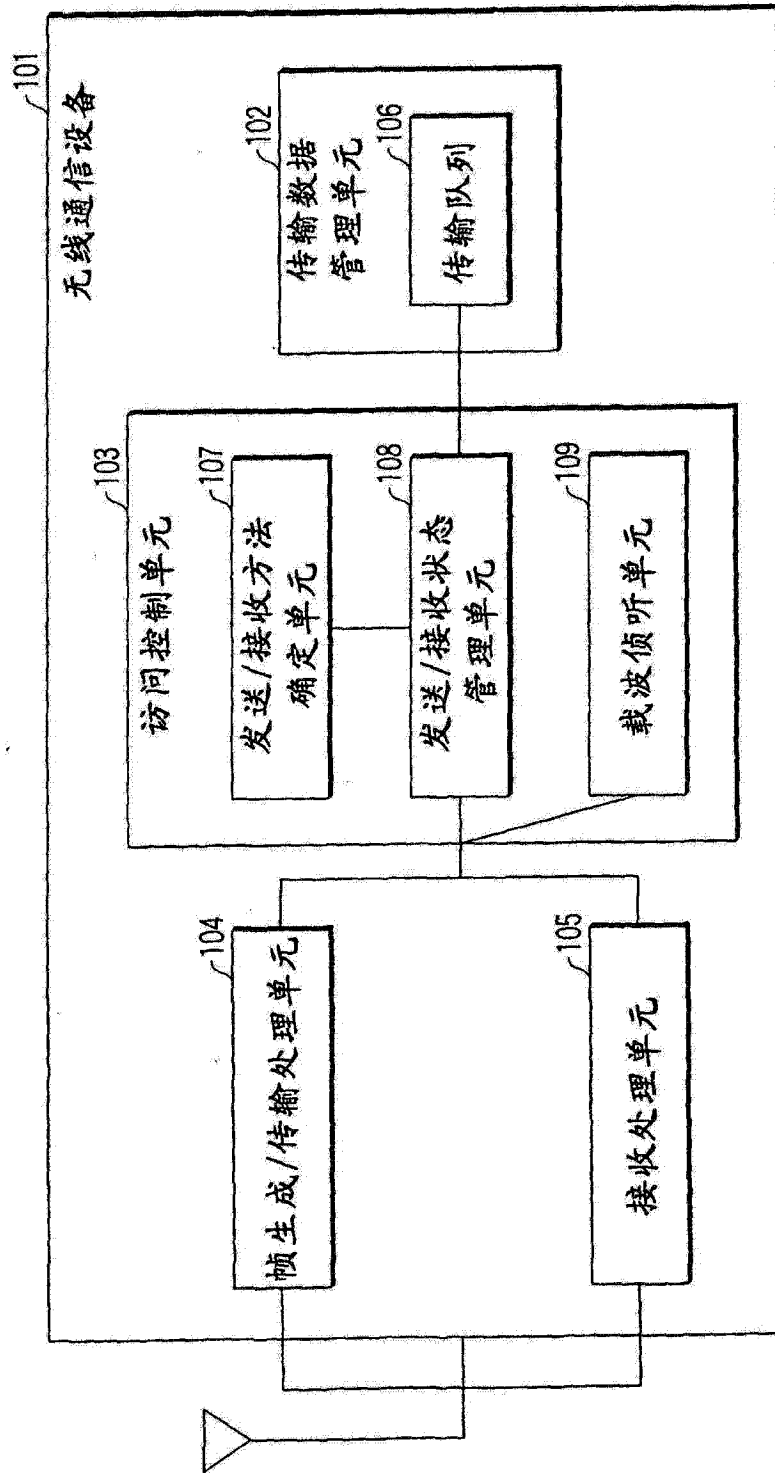 101
无线通信设备
103
访问控制单元
102
传输数据
管理单元
104
帧生成/传输处理单元
107
发送/接收方法
确定单元
108
发送/接收状态
管理单元
106
传输队列
105
接收处理单元
109
载波侦听单元